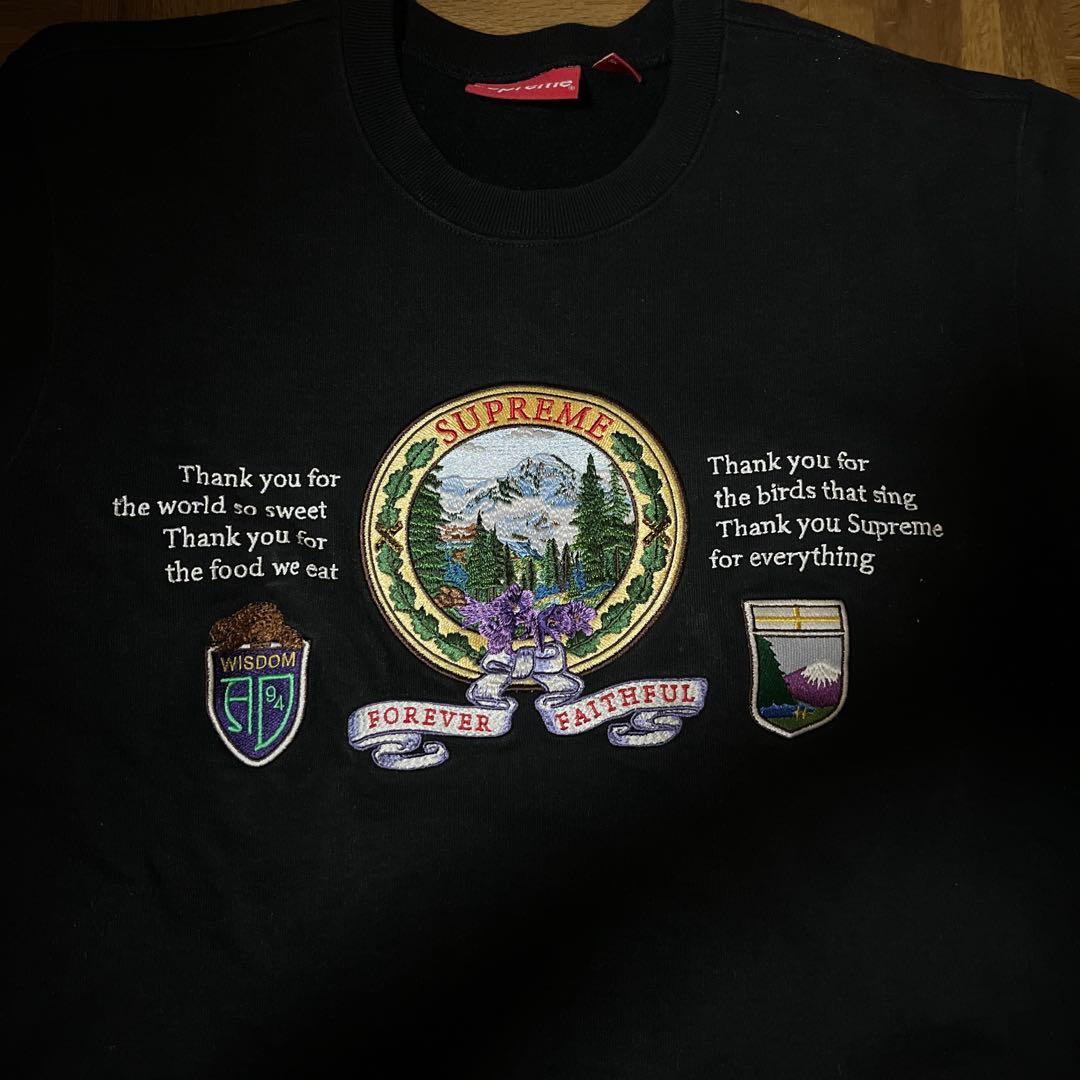 Supreme
SUPREME
Thank you for
the world so sweet
Thank you for
the food we eat
Thank you for
the birds that sing
Thank you Supreme
for everything
WISDOM
AD
94
FOREVER
FAITHFUL